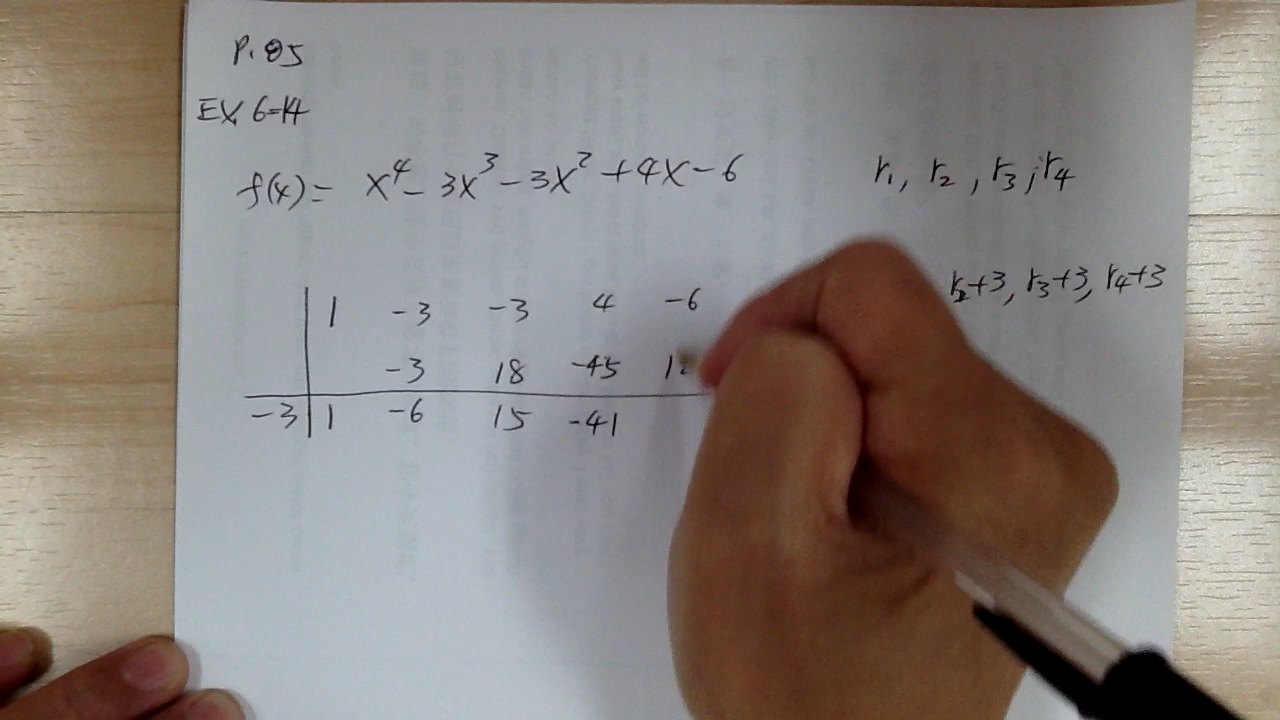 P. 85
EX. 6-14
f(x) = x⁴ - 3x³ - 3x² + 4x - 6 r₁, r₂, r₃, r₄
r₂+3, r₃+3, r₄+3
1 -3 -3 4 -6
-3 18 -45
-3 1 -6 15 -41